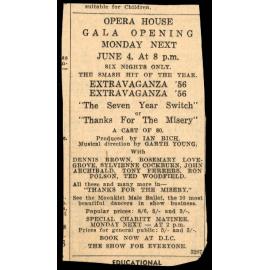 suitable for Children.
OPERA HOUSE
GALA OPENING
MONDAY NEXT
JUNE 4, At 8 p.m.
SIX NIGHTS ONLY.
THE SMASH HIT OF THE YEAR.
EXTRAVAGANZA '56
EXTRAVAGANZA '56
"The Seven Year Switch"
or
"Thanks For The Misery"
A CAST OF 80.
Produced by IAN RICH.
Musical direction by GARTH YOUNG.
With
DENNIS BROWN, ROSEMARY LOVE-
GROVE, SYLVIENNE COCKBURN, JOHN
ARCHIBALD, TONY FERRERS, RON
POLSON, TED WOODFIELD.
All these and many more in—
"THANKS FOR THE MISERY."
See the Male Ballet, the 10 most
beautiful dancers in show business.
Popular prices: 8/6, 5/- and 3/-.
SPECIAL CHARITY MATINEE
MONDAY NEXT — AT 2 p.m.
Prices for general public: 5/- and 3/-.
BOOK NOW AT D.I.C.
THE SHOW FOR EVERYONE.
EDUCATIONAL